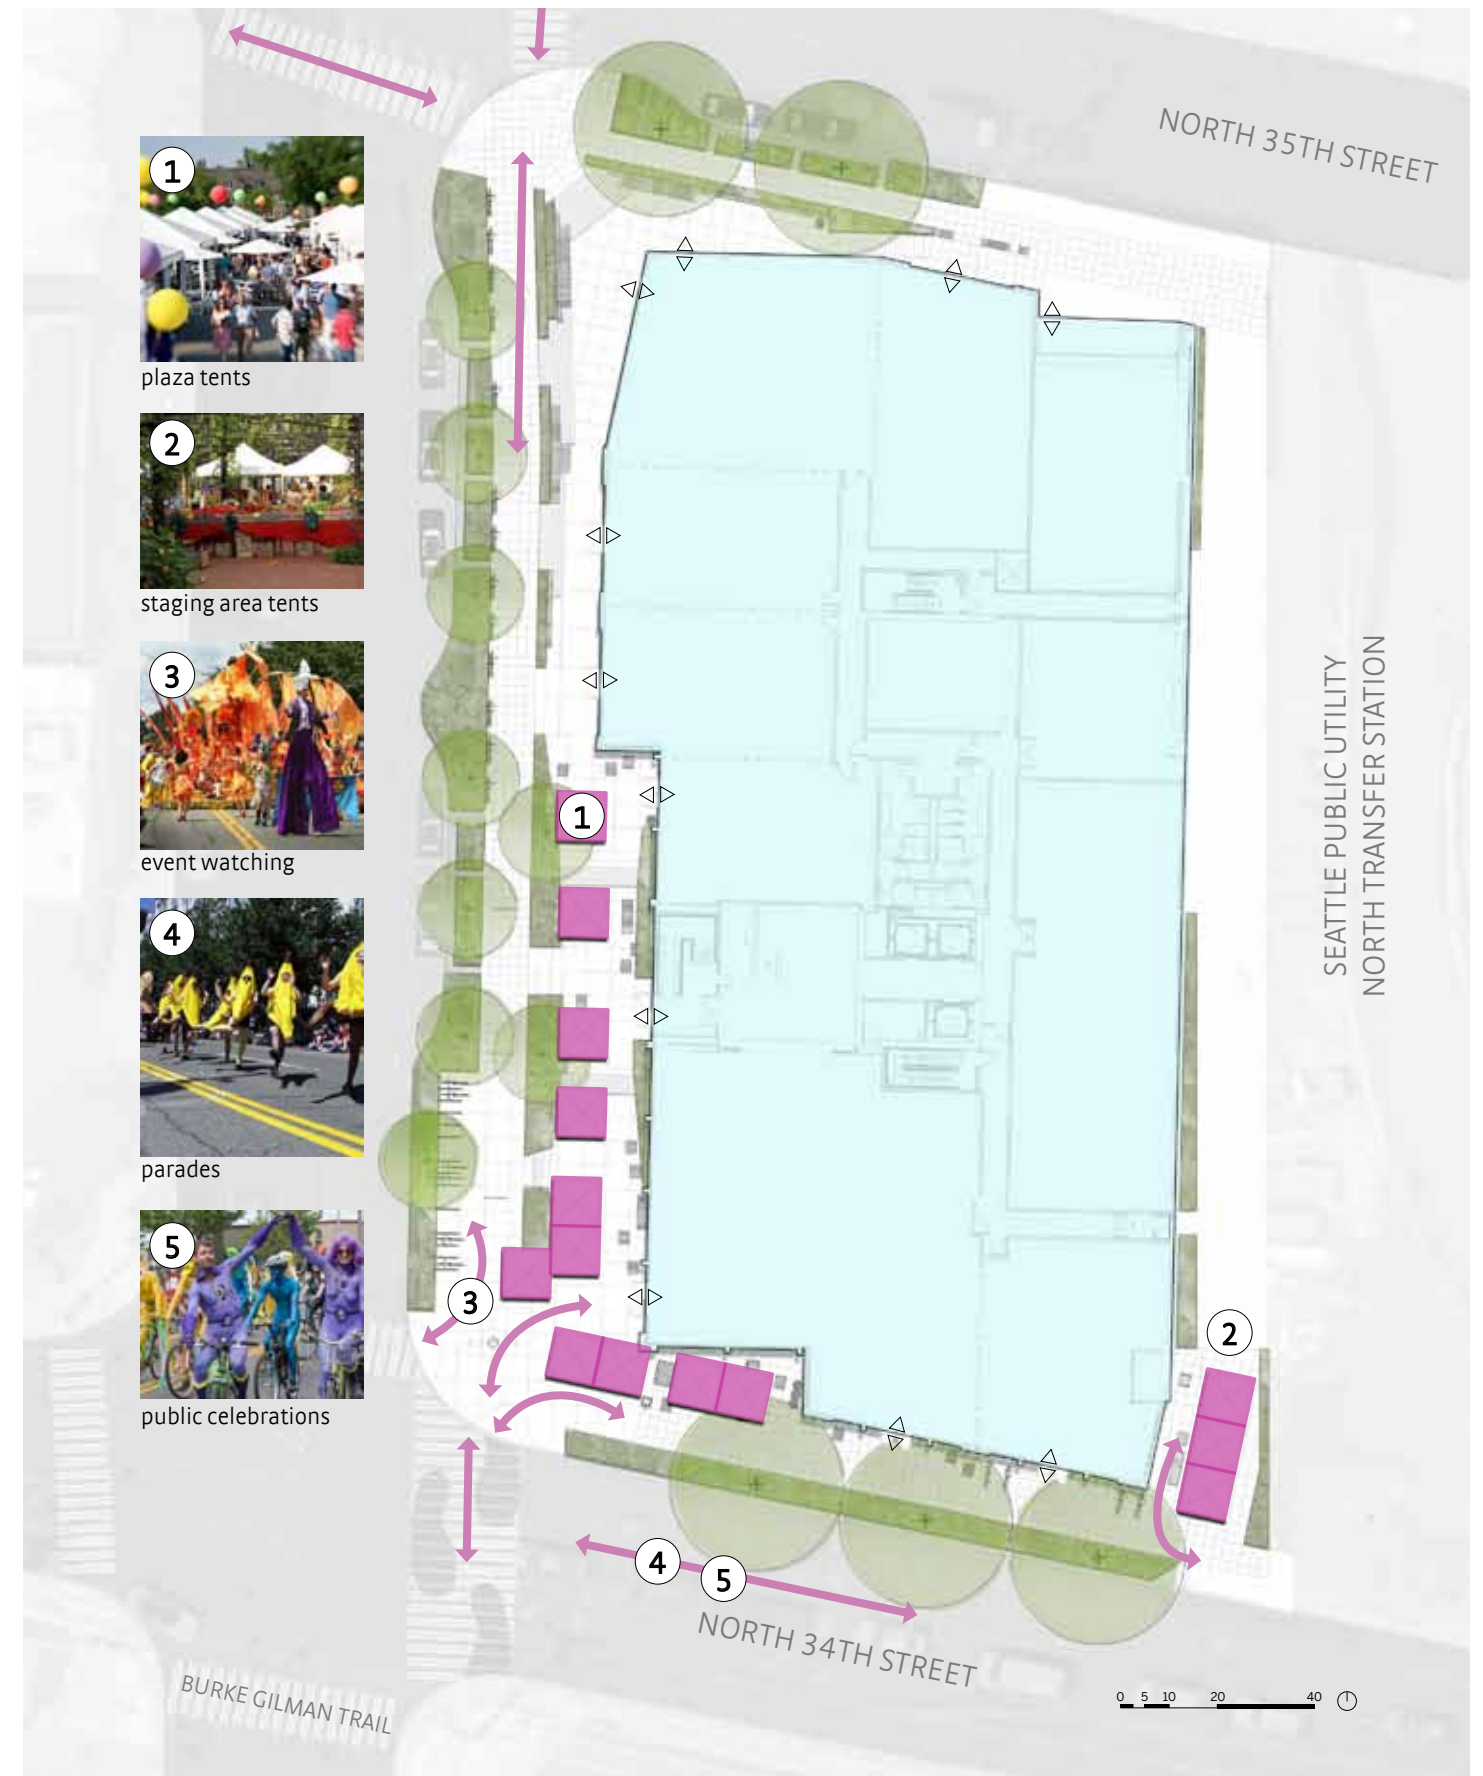 NORTH 35TH STREET
1
plaza tents
2
staging area tents
3
event watching
4
parades
5
public celebrations
SEATTLE PUBLIC UTILITY
NORTH TRANSFER STATION
1
3
2
4
5
NORTH 34TH STREET
BURKE GILMAN TRAIL
0 5 10 20 40